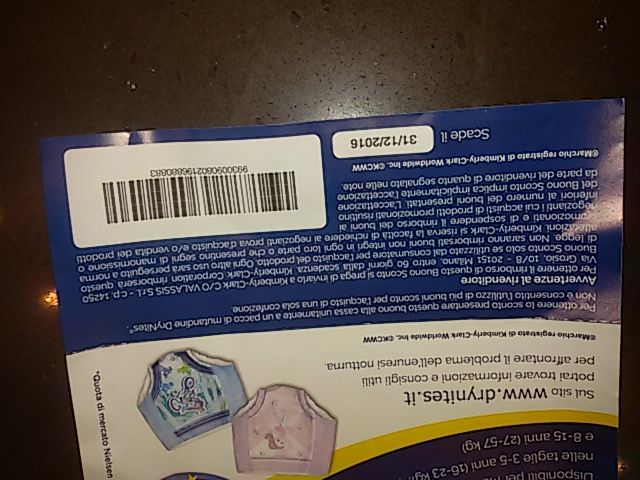 Disponibili per
nelle taglie 3-5 anni (16-23 kg)
e 8-15 anni (27-57 kg)
Sul sito www.drynites.it
potrai trovare informazioni e consigli utili
per affrontare il problema dell'enuresi notturna.
®Marchio registrato di Kimberly-Clark Worldwide Inc ©KCWW
*Quota di mercato Nielsen
Per ottenere lo sconto presentare questo buono alla cassa unitamente a un pacco di mutandine DryNites®.
Non è consentito l'utilizzo di più buoni sconto per l'acquisto di una sola confezione.
Avvertenze al rivenditore
Per ottenere il rimborso di questo Buono Sconto si prega di inviarlo a Kimberly-Clark C/O VALASSIS S.r.l. - c.p. 14250
Via Grosio, 10/8 - 20151 Milano, entro 60 giorni dalla scadenza. Kimberly-Clark Corporation rimborserà questo
Buono Sconto solo se utilizzato dal consumatore per l'acquisto del prodotto. Ogni altro uso sarà perseguito a norma
di legge. Non saranno rimborsati buoni non integri in ogni loro parte o che presentino segni di manomissione o
alterazioni. Kimberly-Clark si riserva la facoltà di richiedere ai negozianti prova d'acquisto e/o vendita dei prodotti
promozionati e di sospendere il rimborso dei buoni ai
negozianti i cui acquisti di prodotti promozionati risultino
inferiori al numero dei buoni presentati. L'accettazione
del Buono Sconto implica implicitamente l'accettazione
da parte del rivenditore di quanto segnalato nelle note.
®Marchio registrato di Kimberly-Clark Worldwide Inc. ©KCWW
Scade il 31/12/2016
9930090802196880883